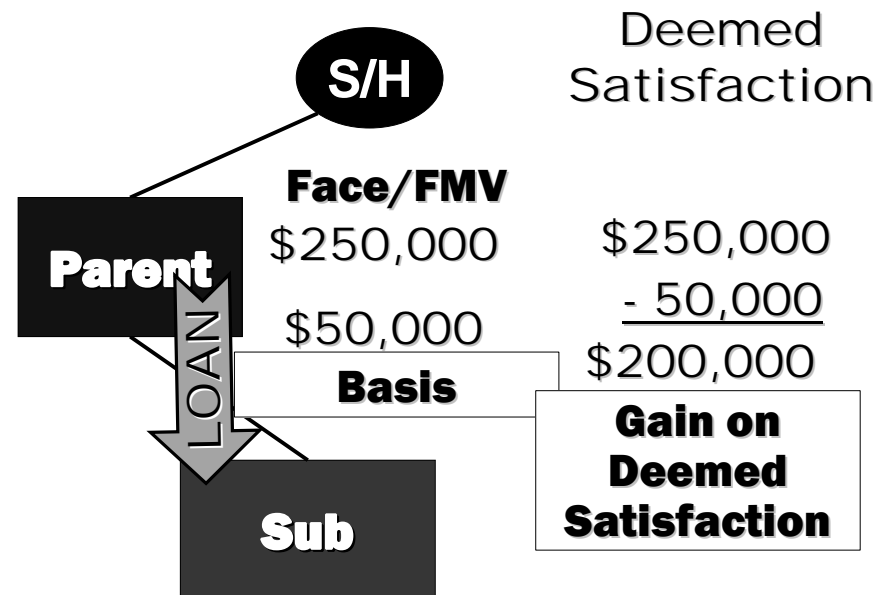 Deemed
Satisfaction
S/H
Face/FMV
$250,000
$250,000
Parent
- 50,000
$50,000
$200,000
LOAN
Basis
Gain on
Deemed
Satisfaction
Sub